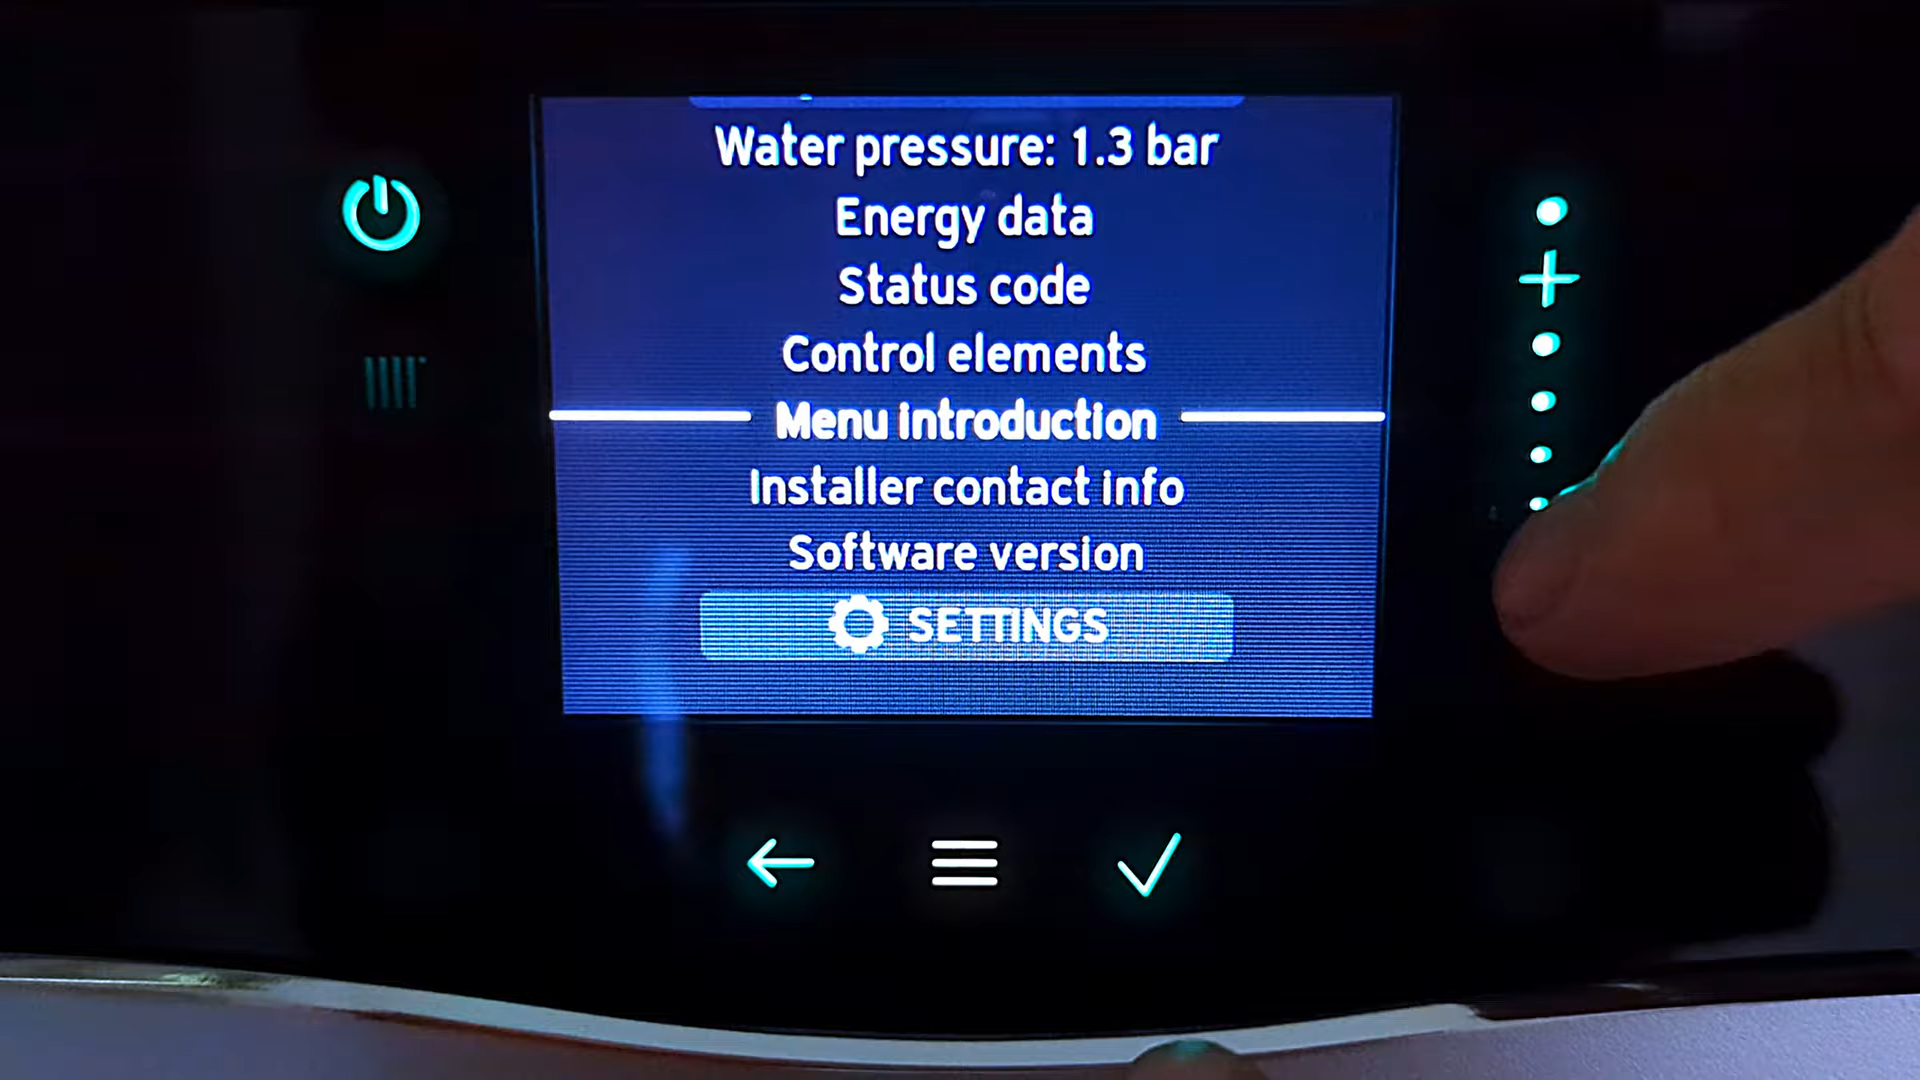 Water pressure: 1.3 bar
Energy data
Status code
Control elements
Menu introduction
Installer contact info
Software version
SETTINGS